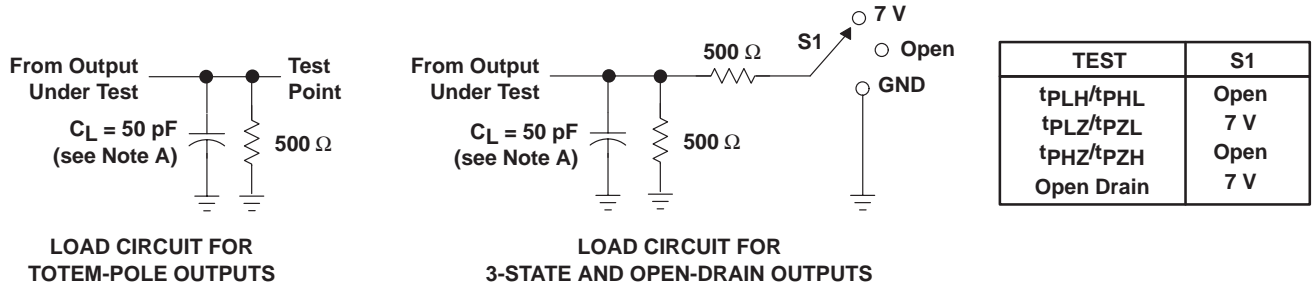 From Output
Under Test
Test
Point
C_L = 50 pF
(see Note A)
500 Ω
LOAD CIRCUIT FOR
TOTEM-POLE OUTPUTS
From Output
Under Test
C_L = 50 pF
(see Note A)
500 Ω
500 Ω
S1
7 V
Open
GND
LOAD CIRCUIT FOR
3-STATE AND OPEN-DRAIN OUTPUTS
TEST S1
tPLH/tPHL Open
tPLZ/tPZL 7 V
tPHZ/tPZH Open
Open Drain 7 V